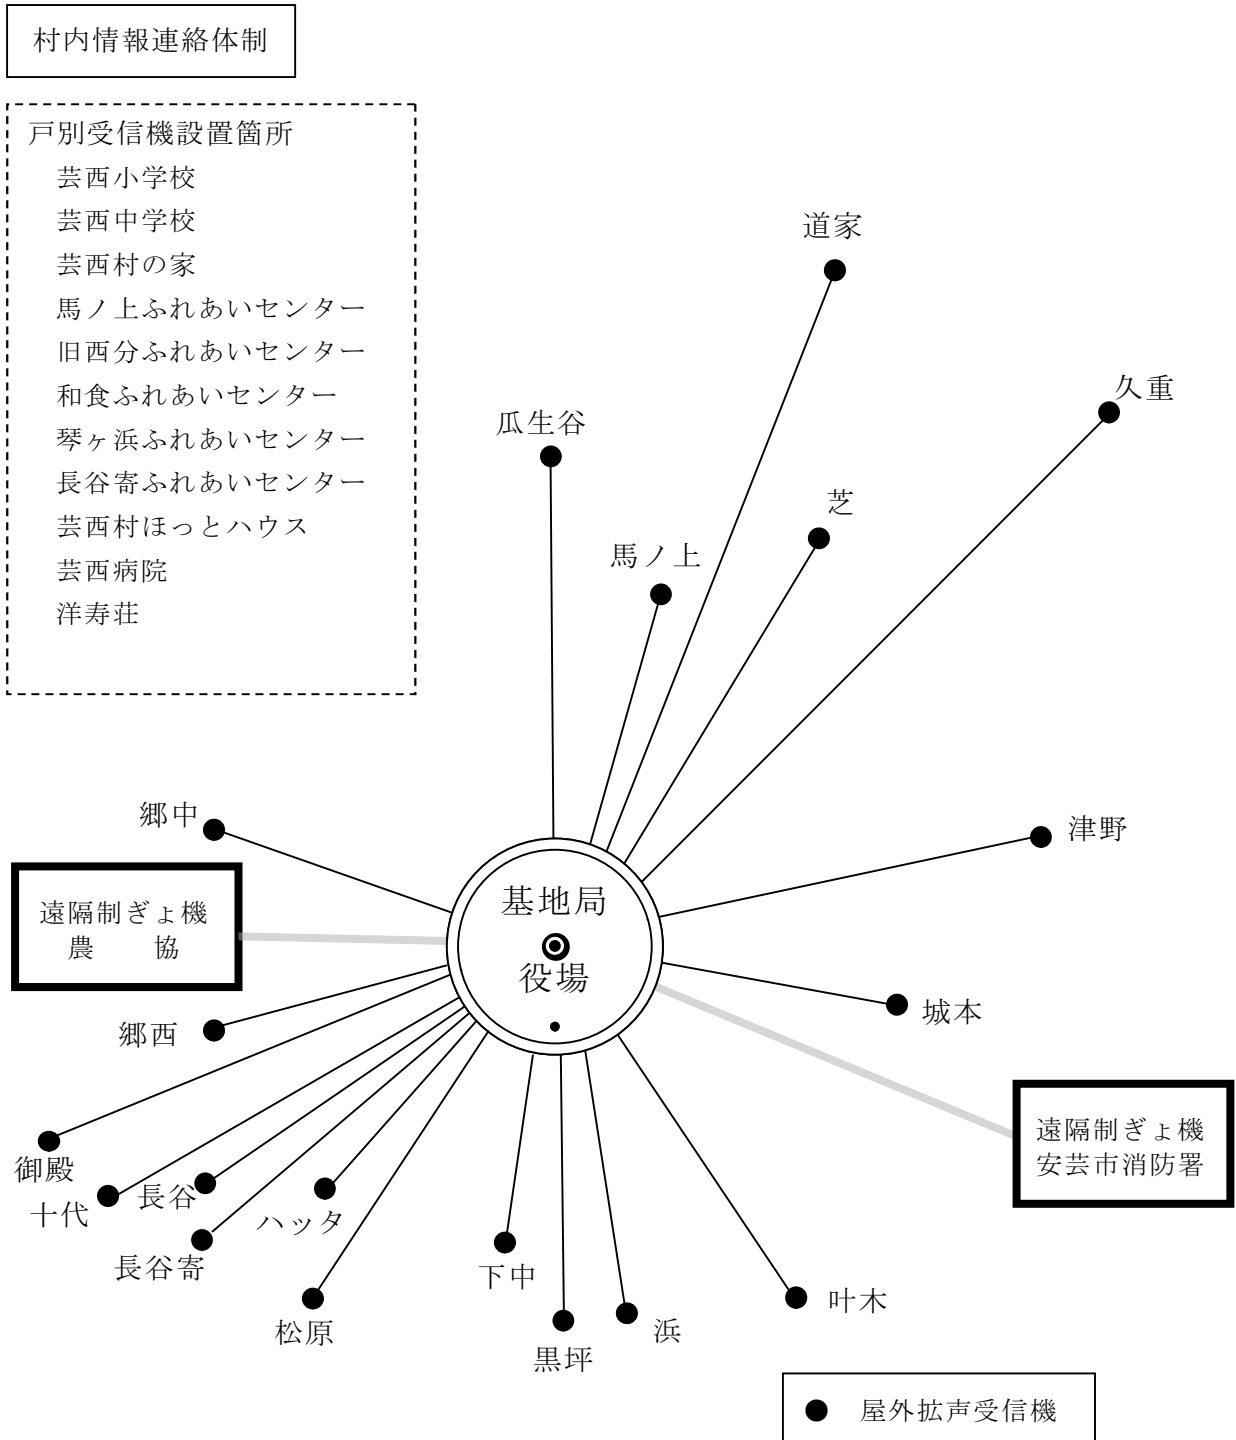 村内情報連絡体制
戸別受信機設置箇所
芸西小学校
芸西中学校
芸西村の家
馬ノ上ふれあいセンター
旧西分ふれあいセンター
和食ふれあいセンター
琴ヶ浜ふれあいセンター
長谷寄ふれあいセンター
芸西村ほっとハウス
芸西病院
洋寿荘
道家
久重
瓜生谷
芝
馬ノ上
郷中
津野
遠隔制ぎょ機
農　　協
基地局
役場
城本
郷西
遠隔制ぎょ機
安芸市消防署
御殿
十代
長谷
ハッタ
長谷寄
松原
下中
黒坪
浜
叶木
屋外拡声受信機